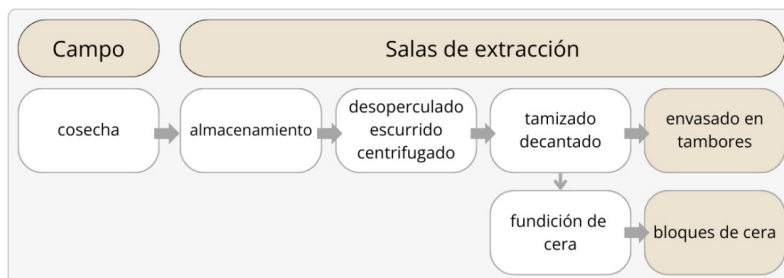 Campo
Salas de extracción
cosecha
almacenamiento
desoperculado
escurrido
centrifugado
tamizado
decantado
envasado en
tambores
fundición de
cera
bloques de cera